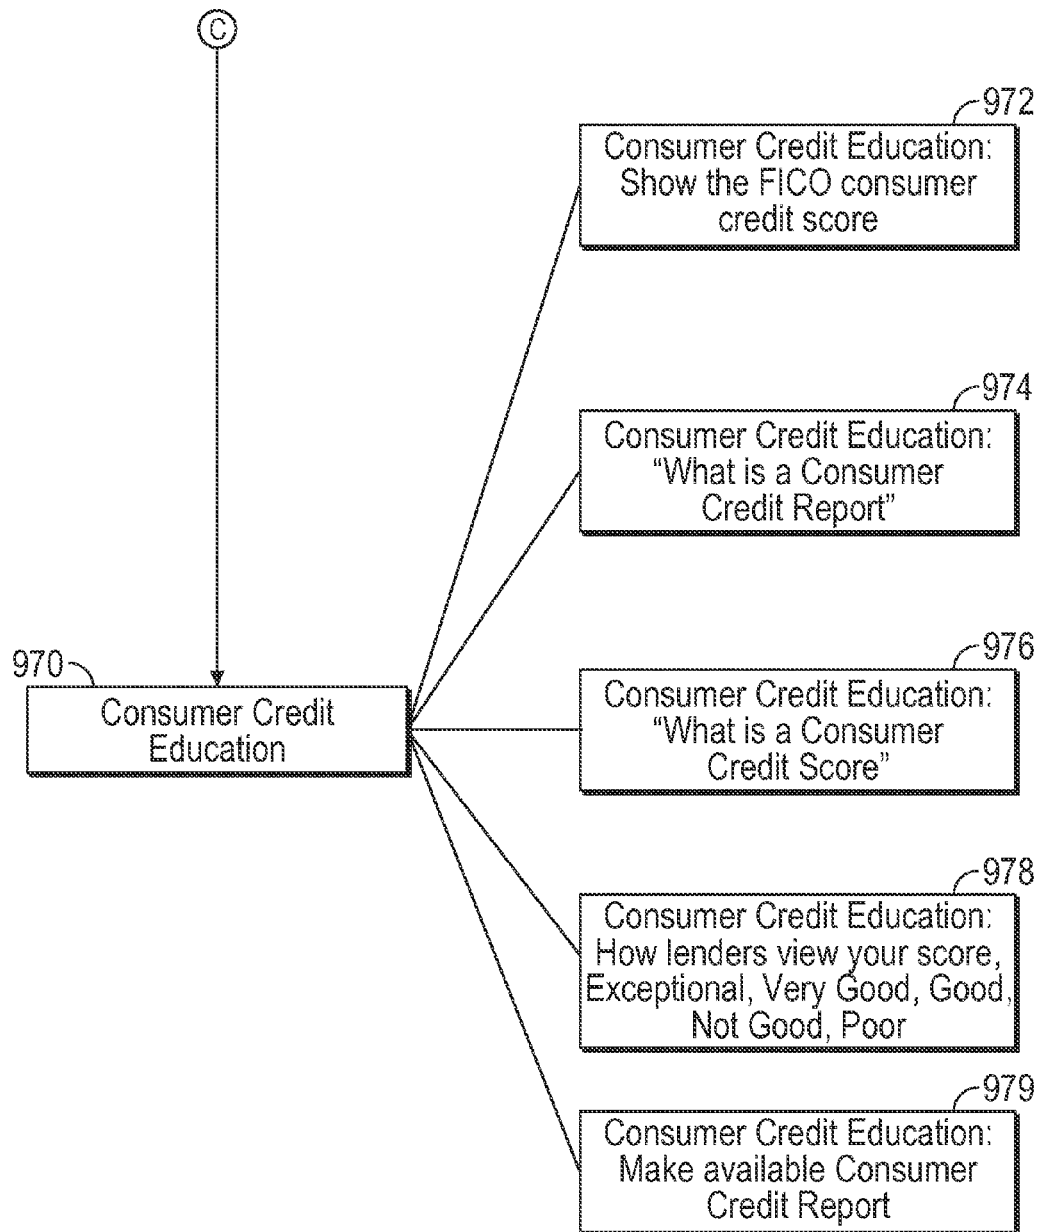 C
972
Consumer Credit Education:
Show the FICO consumer
credit score
974
Consumer Credit Education:
“What is a Consumer
Credit Report”
970
Consumer Credit
Education
976
Consumer Credit Education:
“What is a Consumer
Credit Score”
978
Consumer Credit Education:
How lenders view your score,
Exceptional, Very Good, Good,
Not Good, Poor
979
Consumer Credit Education:
Make available Consumer
Credit Report